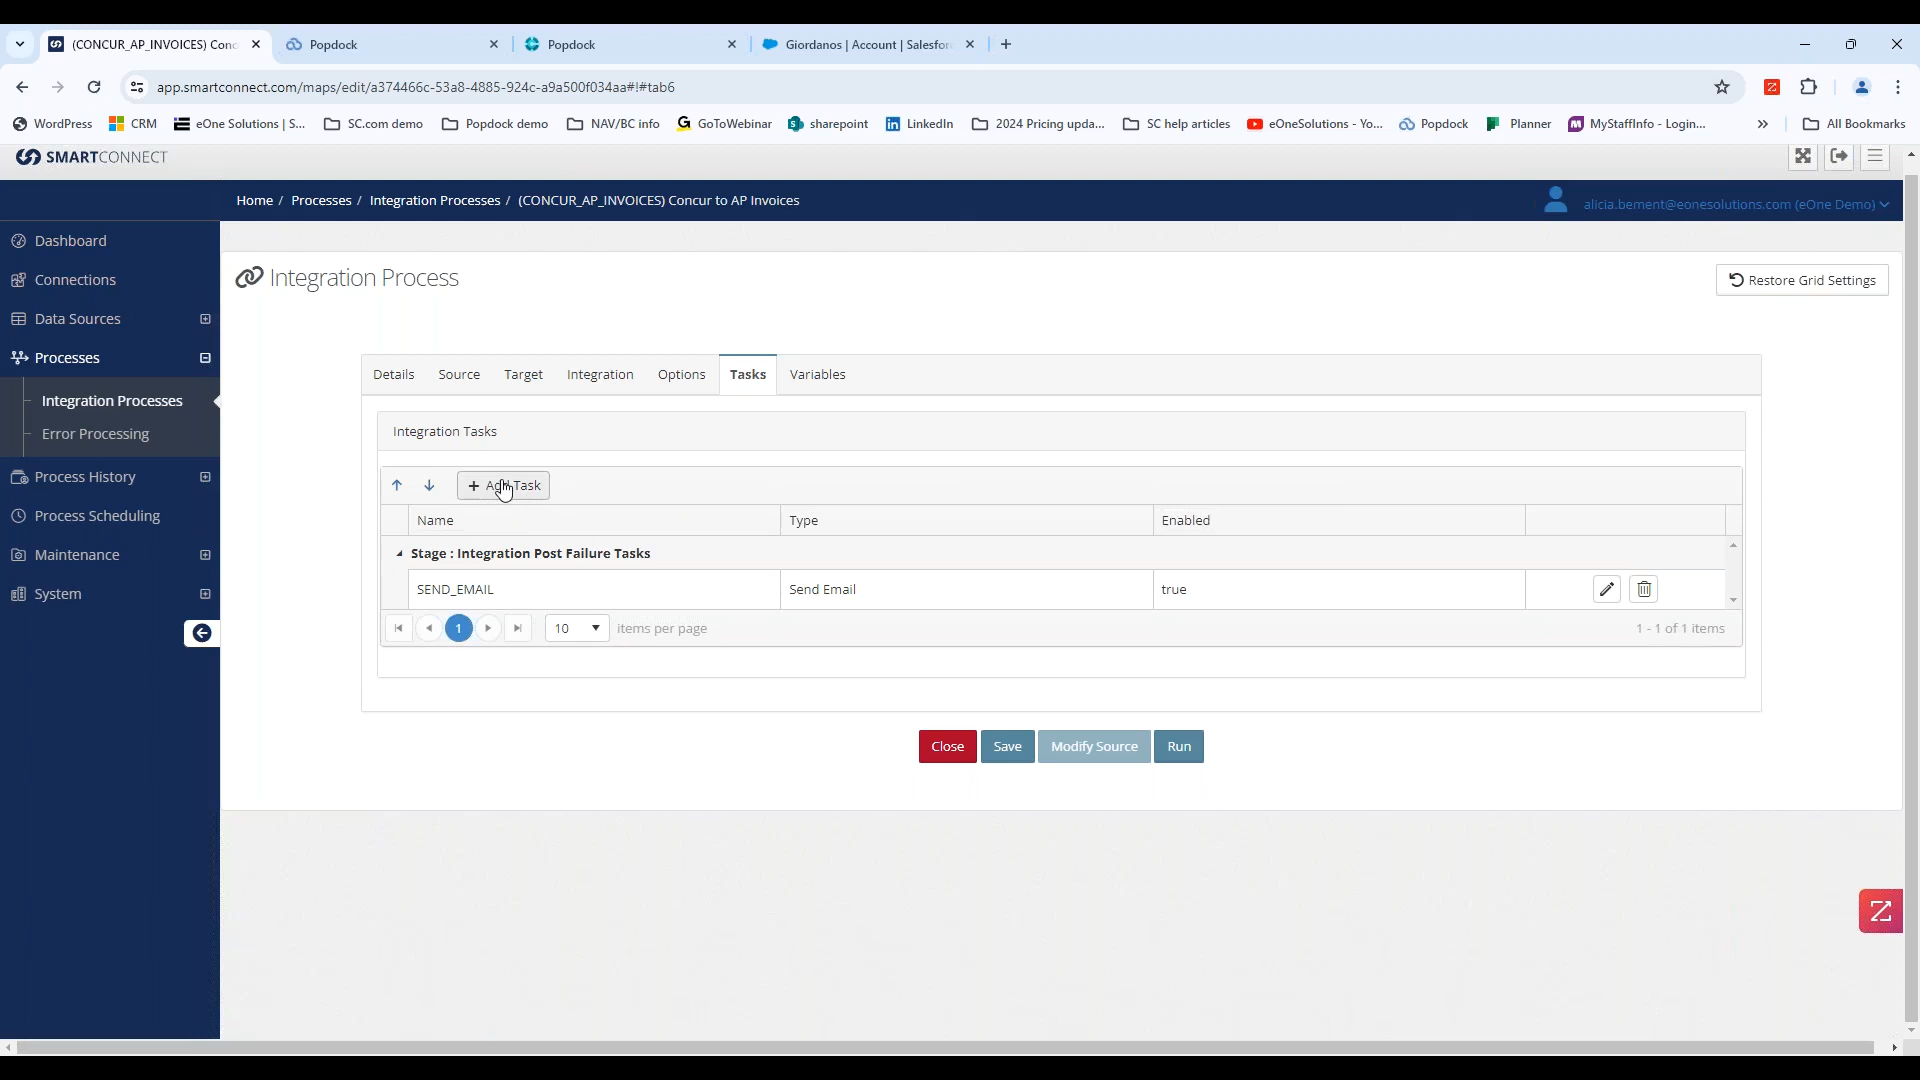 (CONCUR_AP_INVOICES) Conc
Popdock
Popdock
Giordanos | Account | Salesfor
app.smartconnect.com/maps/edit/a374466c-53a8-4885-924c-a9a500f034aa#!#tab6
WordPress
CRM
eOne Solutions | S...
SC.com demo
Popdock demo
NAV/BC info
GoToWebinar
sharepoint
LinkedIn
2024 Pricing upda...
SC help articles
eOneSolutions - Yo...
Popdock
Planner
MyStaffInfo - Login...
»
All Bookmarks
SMARTCONNECT
Home / Processes / Integration Processes / (CONCUR_AP_INVOICES) Concur to AP Invoices
alicia.bement@eonesolutions.com (eOne Demo)
Dashboard
Connections
Data Sources
Processes
Integration Processes
Error Processing
Process History
Process Scheduling
Maintenance
System
Integration Process
Restore Grid Settings
Details
Source
Target
Integration
Options
Tasks
Variables
Integration Tasks
+ Add Task
Name
Type
Enabled
Stage : Integration Post Failure Tasks
SEND_EMAIL
Send Email
true
1
10
items per page
1 - 1 of 1 items
Close
Save
Modify Source
Run